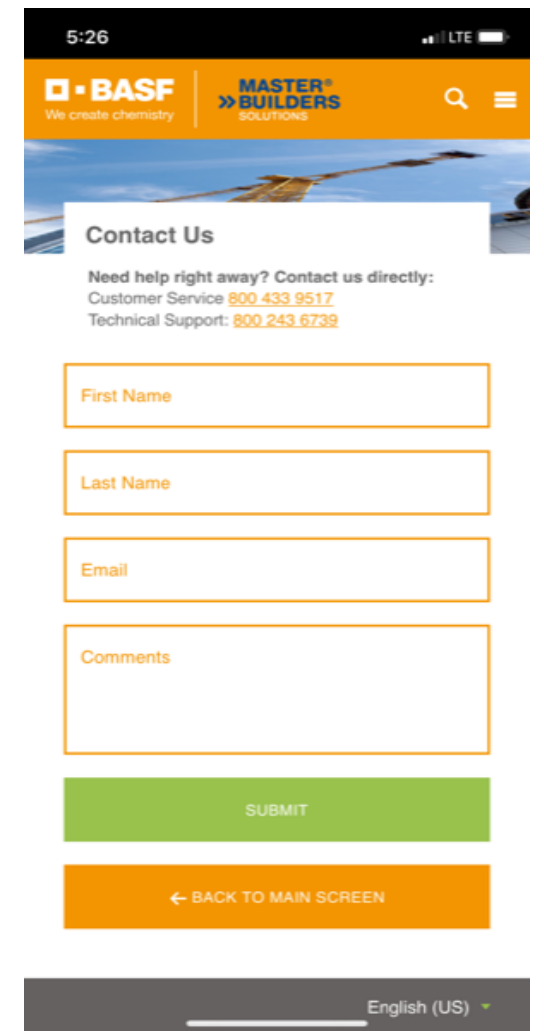 5:26
LTE
BASF
We create chemistry
MASTER®
BUILDERS
SOLUTIONS
Contact Us
Need help right away? Contact us directly:
Customer Service 800 433 9517
Technical Support: 800 243 6739
First Name
Last Name
Email
Comments
SUBMIT
← BACK TO MAIN SCREEN
English (US)